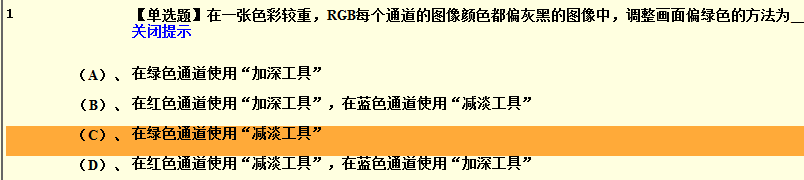 1 【单选题】在一张色彩较重，RGB每个通道的图像颜色都偏灰黑的图像中，调整画面偏绿色的方法为__
关闭提示
（A）、在绿色通道使用“加深工具”
（B）、在红色通道使用“加深工具”，在蓝色通道使用“减淡工具”
（C）、在绿色通道使用“减淡工具”
（D）、在红色通道使用“减淡工具”，在蓝色通道使用“加深工具”